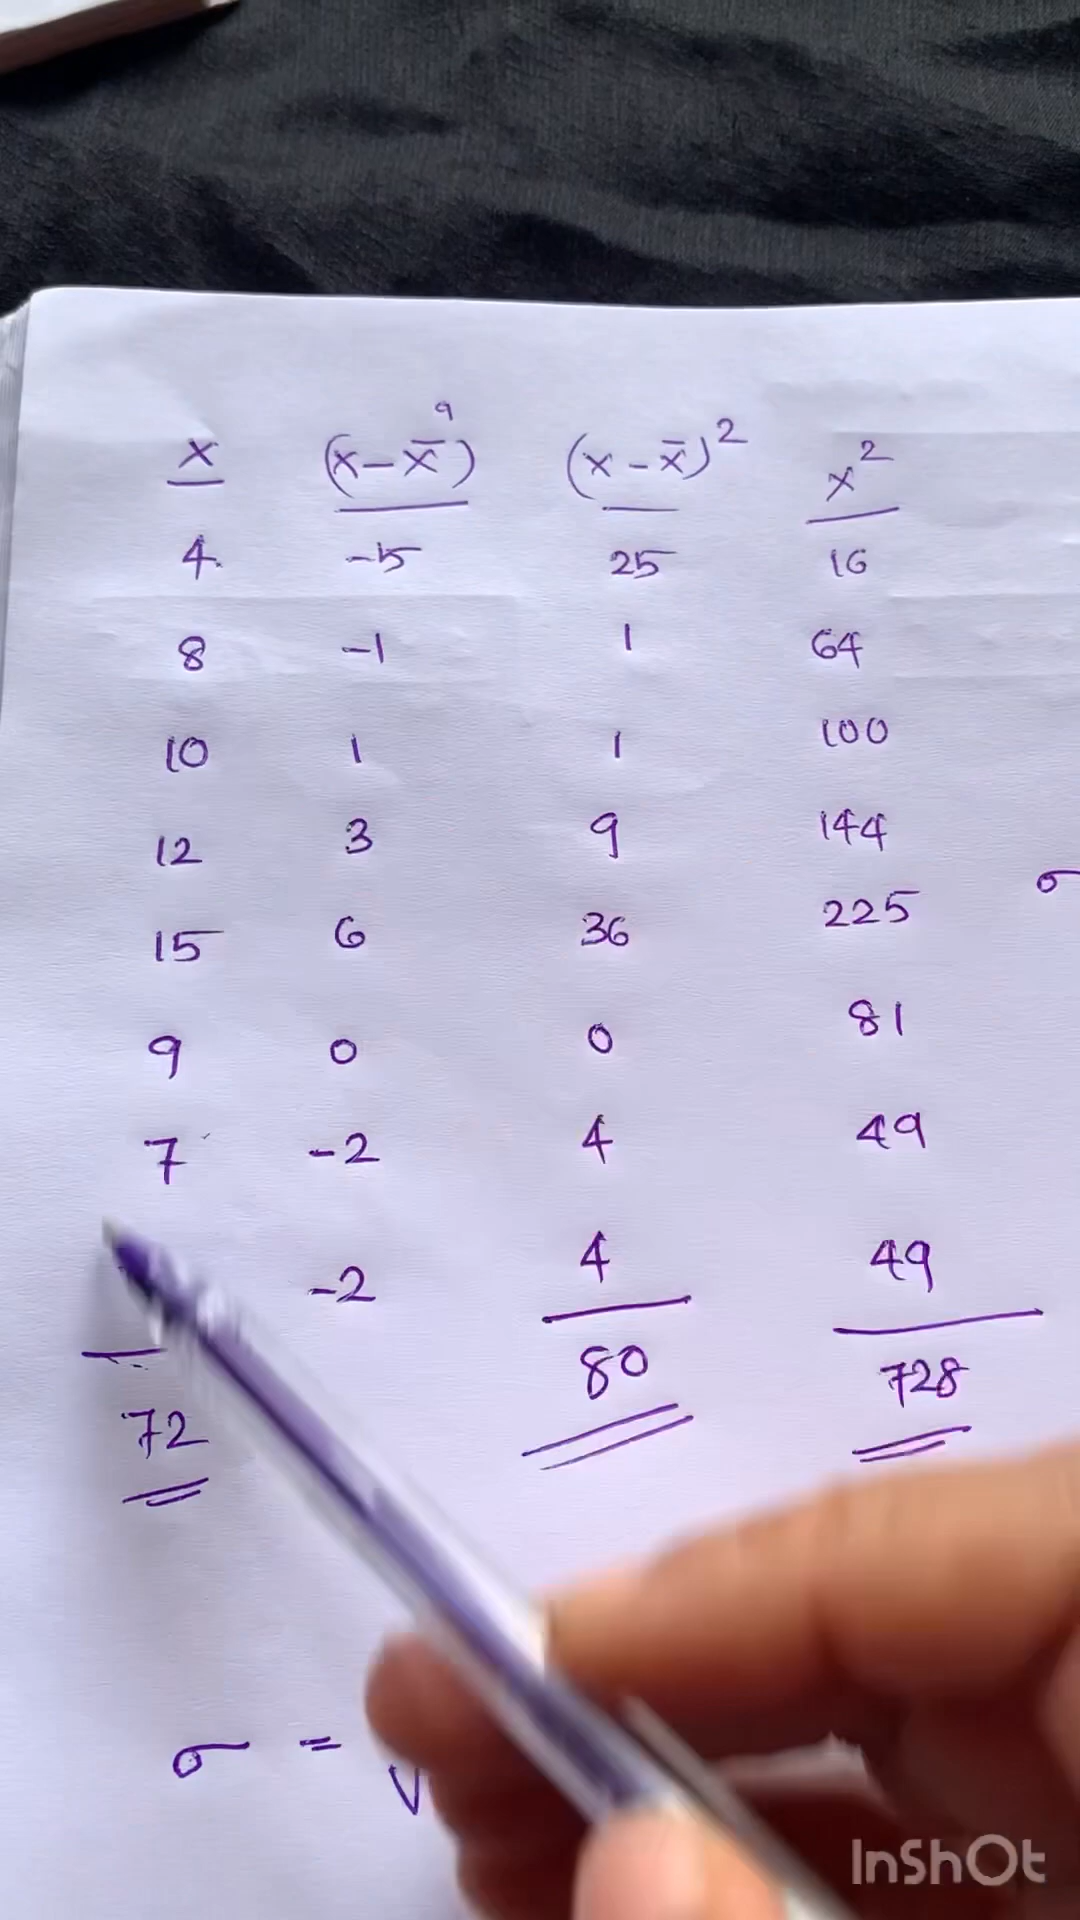 9
x (x-x̄) (x-x̄)² x²
4. -5 25 16
8 -1 1 64
10 1 1 100
12 3 9 144
15 6 36 225
σ
9 0 0 81
7 -2 4 49
-2 4 49
72 80 728
σ = √
InShOt